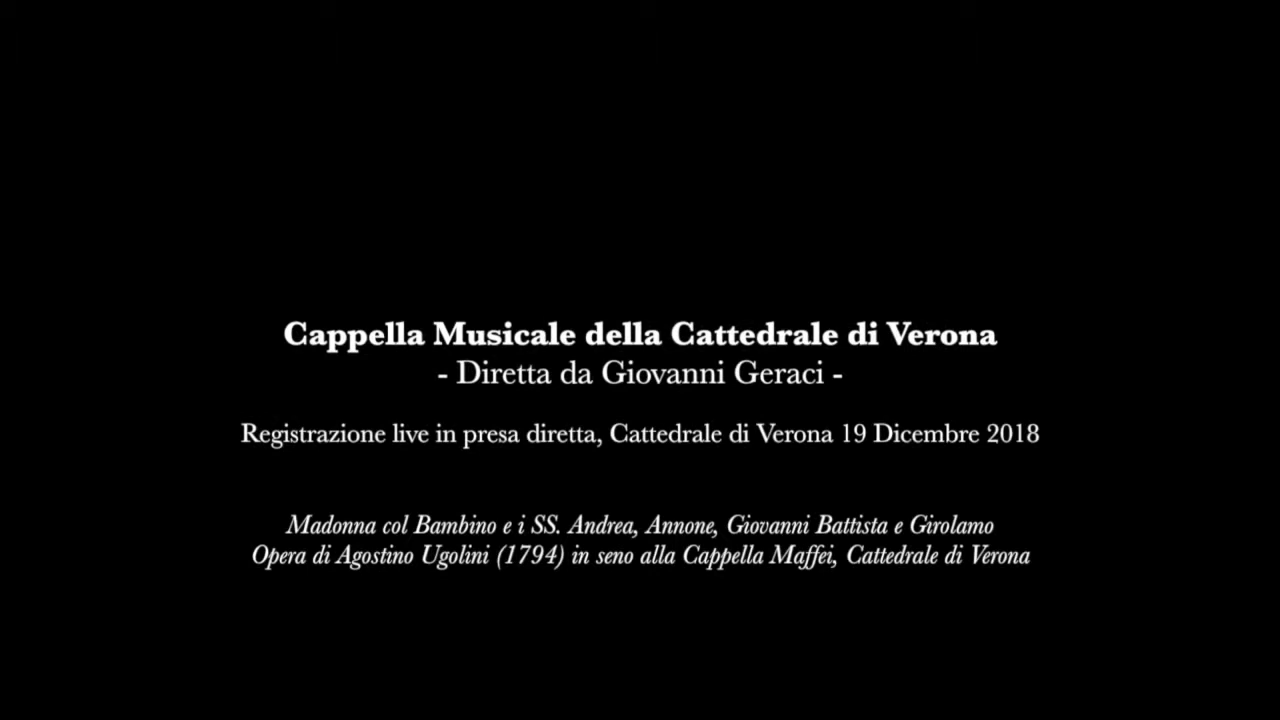 Cappella Musicale della Cattedrale di Verona
- Diretta da Giovanni Geraci -
Registrazione live in presa diretta, Cattedrale di Verona 19 Dicembre 2018
Madonna col Bambino e i SS. Andrea, Annone, Giovanni Battista e Girolamo
Opera di Agostino Ugolini (1794) in seno alla Cappella Maffei, Cattedrale di Verona